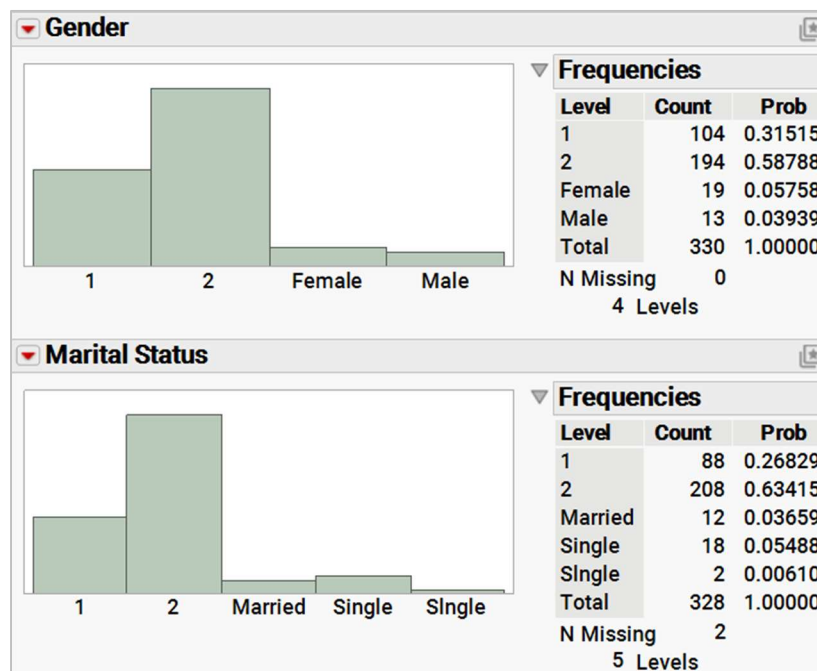 Gender
Frequencies
Level Count Prob
1 104 0.31515
2 194 0.58788
Female 19 0.05758
Male 13 0.03939
Total 330 1.00000
N Missing 0
4 Levels
1 2 Female Male
Marital Status
Frequencies
Level Count Prob
1 88 0.26829
2 208 0.63415
Married 12 0.03659
Single 18 0.05488
SIngle 2 0.00610
Total 328 1.00000
N Missing 2
5 Levels
1 2 Married Single SIngle